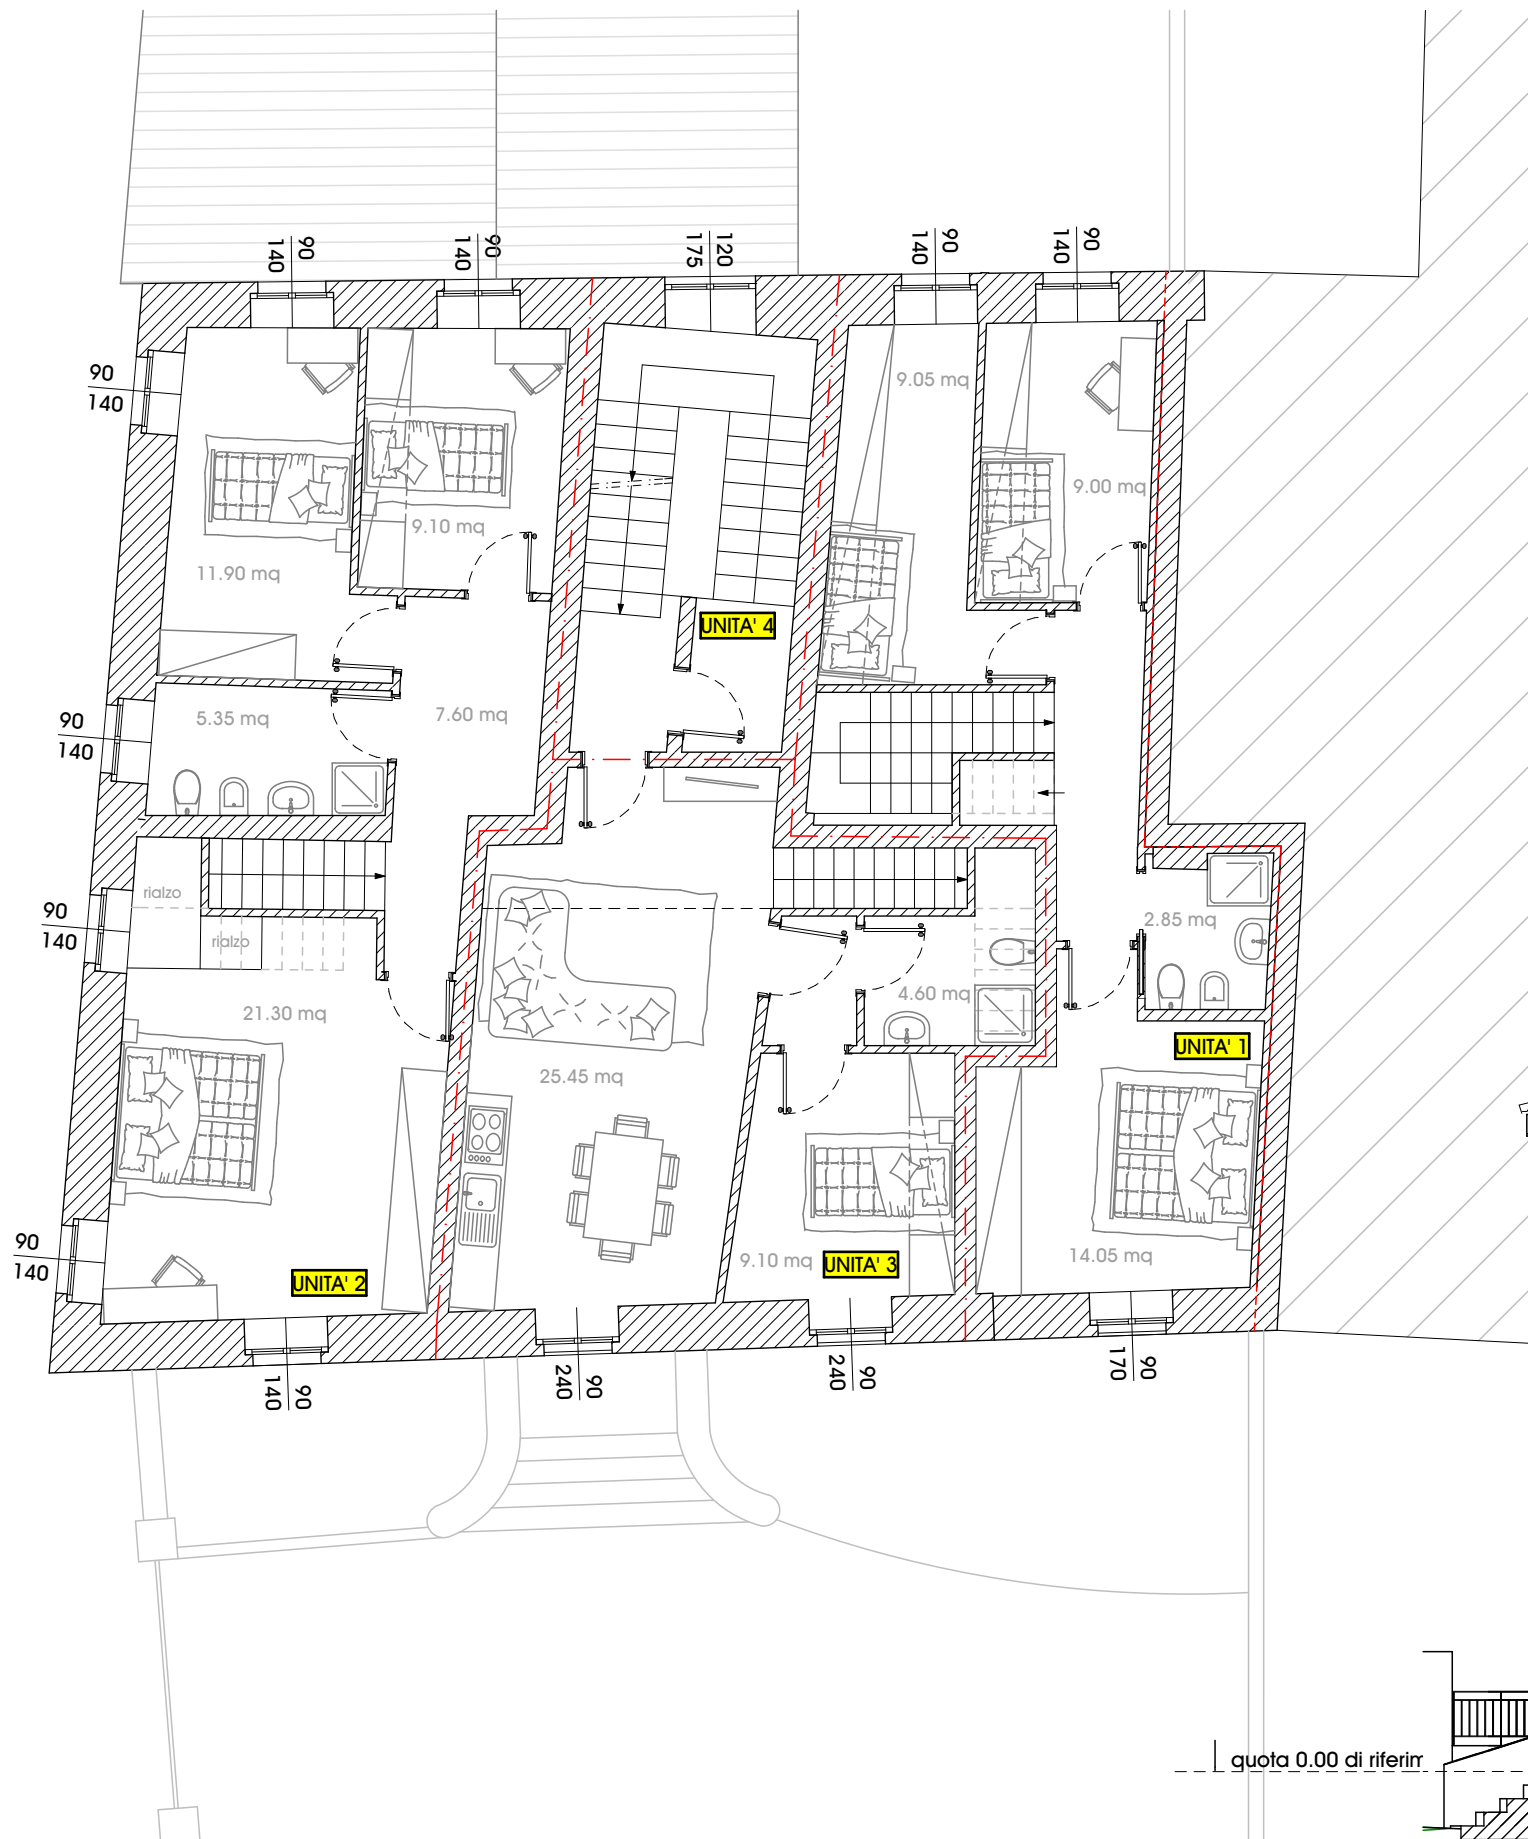 90
140
90
140
120
175
90
140
90
140
90
140
9.05 mq
9.00 mq
9.10 mq
11.90 mq
UNITA' 4
5.35 mq
7.60 mq
90
140
rialzo
rialzo
90
140
2.85 mq
4.60 mq
21.30 mq
UNITA' 1
25.45 mq
90
140
9.10 mq
UNITA' 3
14.05 mq
UNITA' 2
90
140
90
240
90
240
90
170
quota 0.00 di riferim